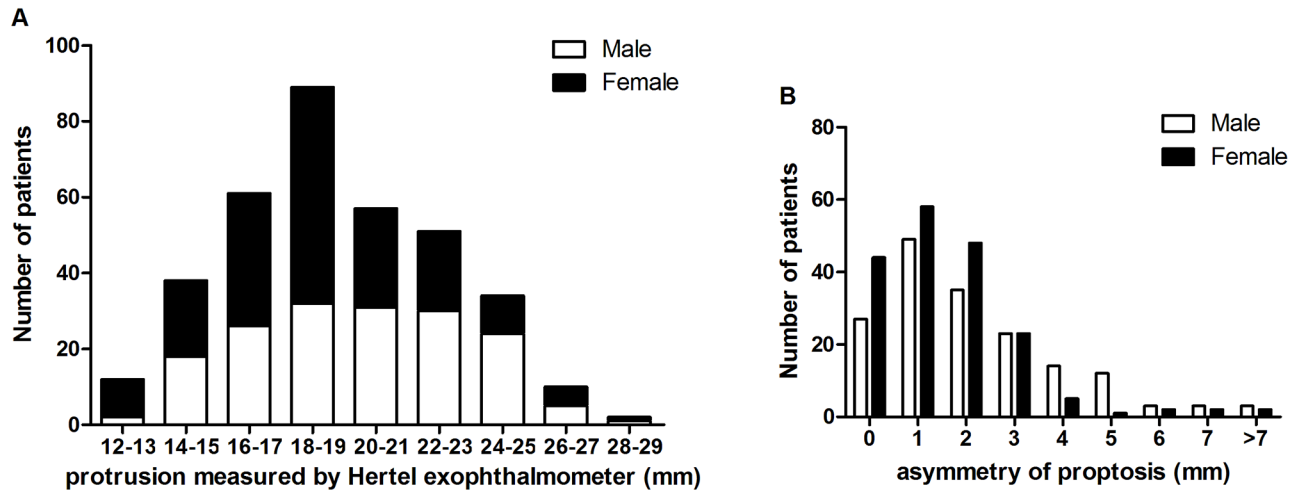 A
Number of patients
100
80
60
40
20
0
Male
Female
12-13 14-15 16-17 18-19 20-21 22-23 24-25 26-27 28-29
protrusion measured by Hertel exophthalmometer (mm)
B
Number of patients
80
60
40
20
0
Male
Female
0 1 2 3 4 5 6 7 >7
asymmetry of proptosis (mm)